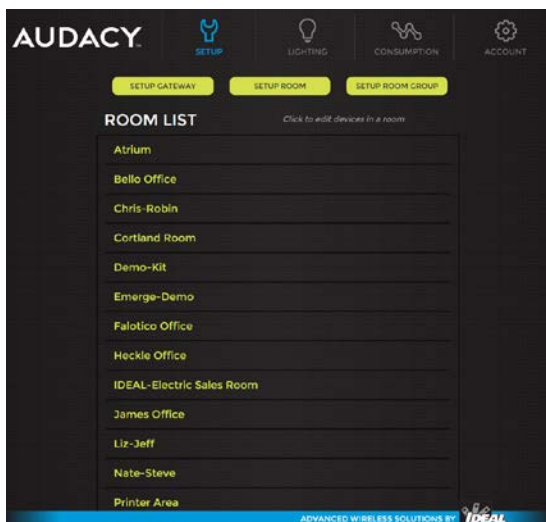 AUDACY
SETUP
LIGHTING
CONSUMPTION
ACCOUNT
SETUP GATEWAY
SETUP ROOM
SETUP ROOM GROUP
ROOM LIST
Click to edit devices in a room
Atrium
Bello Office
Chris-Robin
Cortland Room
Demo-Kit
Emerge-Demo
Falotico Office
Heckle Office
IDEAL-Electric Sales Room
James Office
Liz-Jeff
Nate-Steve
Printer Area
ADVANCED WIRELESS SOLUTIONS BY
IDEAL